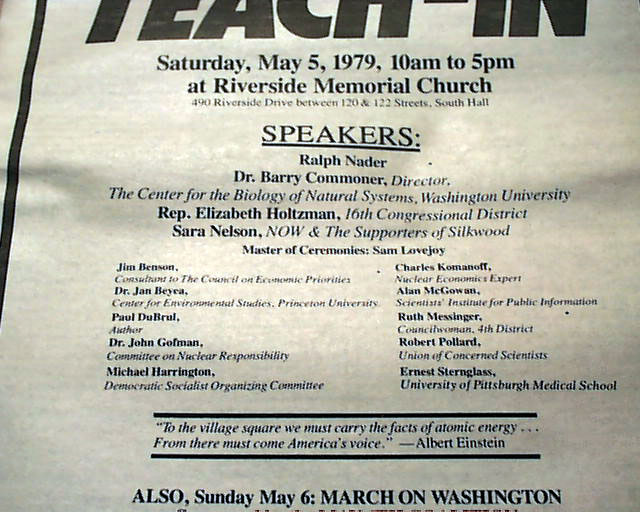 TEACH-IN
Saturday, May 5, 1979, 10am to 5pm
at Riverside Memorial Church
490 Riverside Drive between 120 & 122 Streets, South Hall
SPEAKERS:
Ralph Nader
Dr. Barry Commoner, Director,
The Center for the Biology of Natural Systems, Washington University
Rep. Elizabeth Holtzman, 16th Congressional District
Sara Nelson, NOW & The Supporters of Silkwood
Master of Ceremonies: Sam Lovejoy
Jim Benson,
Consultant to The Council on Economic Priorities
Dr. Jan Beyea,
Center for Environmental Studies, Princeton University
Paul DuBrul,
Author
Dr. John Gofman,
Committee on Nuclear Responsibility
Michael Harrington,
Democratic Socialist Organizing Committee
Charles Komanoff,
Nuclear Economics Expert
Alan McGowan,
Scientists' Institute for Public Information
Ruth Messinger,
Councilwoman, 4th District
Robert Pollard,
Union of Concerned Scientists
Ernest Sternglass,
University of Pittsburgh Medical School
"To the village square we must carry the facts of atomic energy . . .
From there must come America's voice." —Albert Einstein
ALSO, Sunday May 6: MARCH ON WASHINGTON